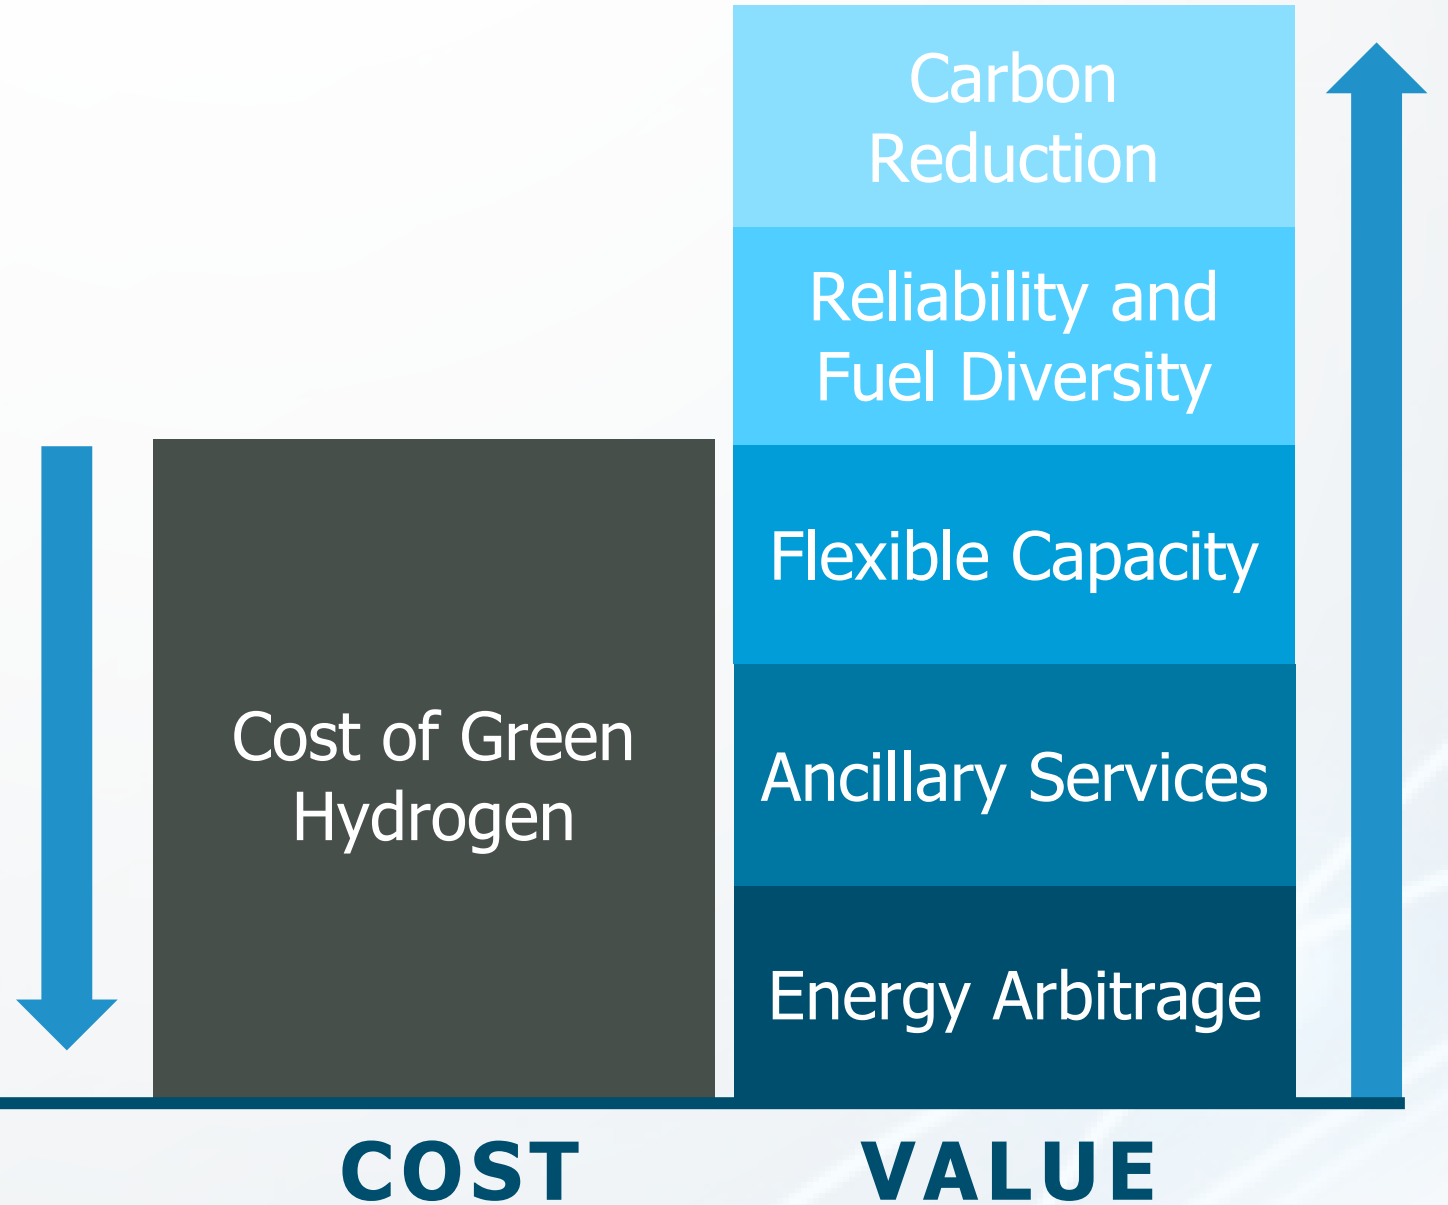 Carbon
Reduction
Reliability and
Fuel Diversity
Flexible Capacity
Cost of Green
Hydrogen
Ancillary Services
Energy Arbitrage
COST
VALUE